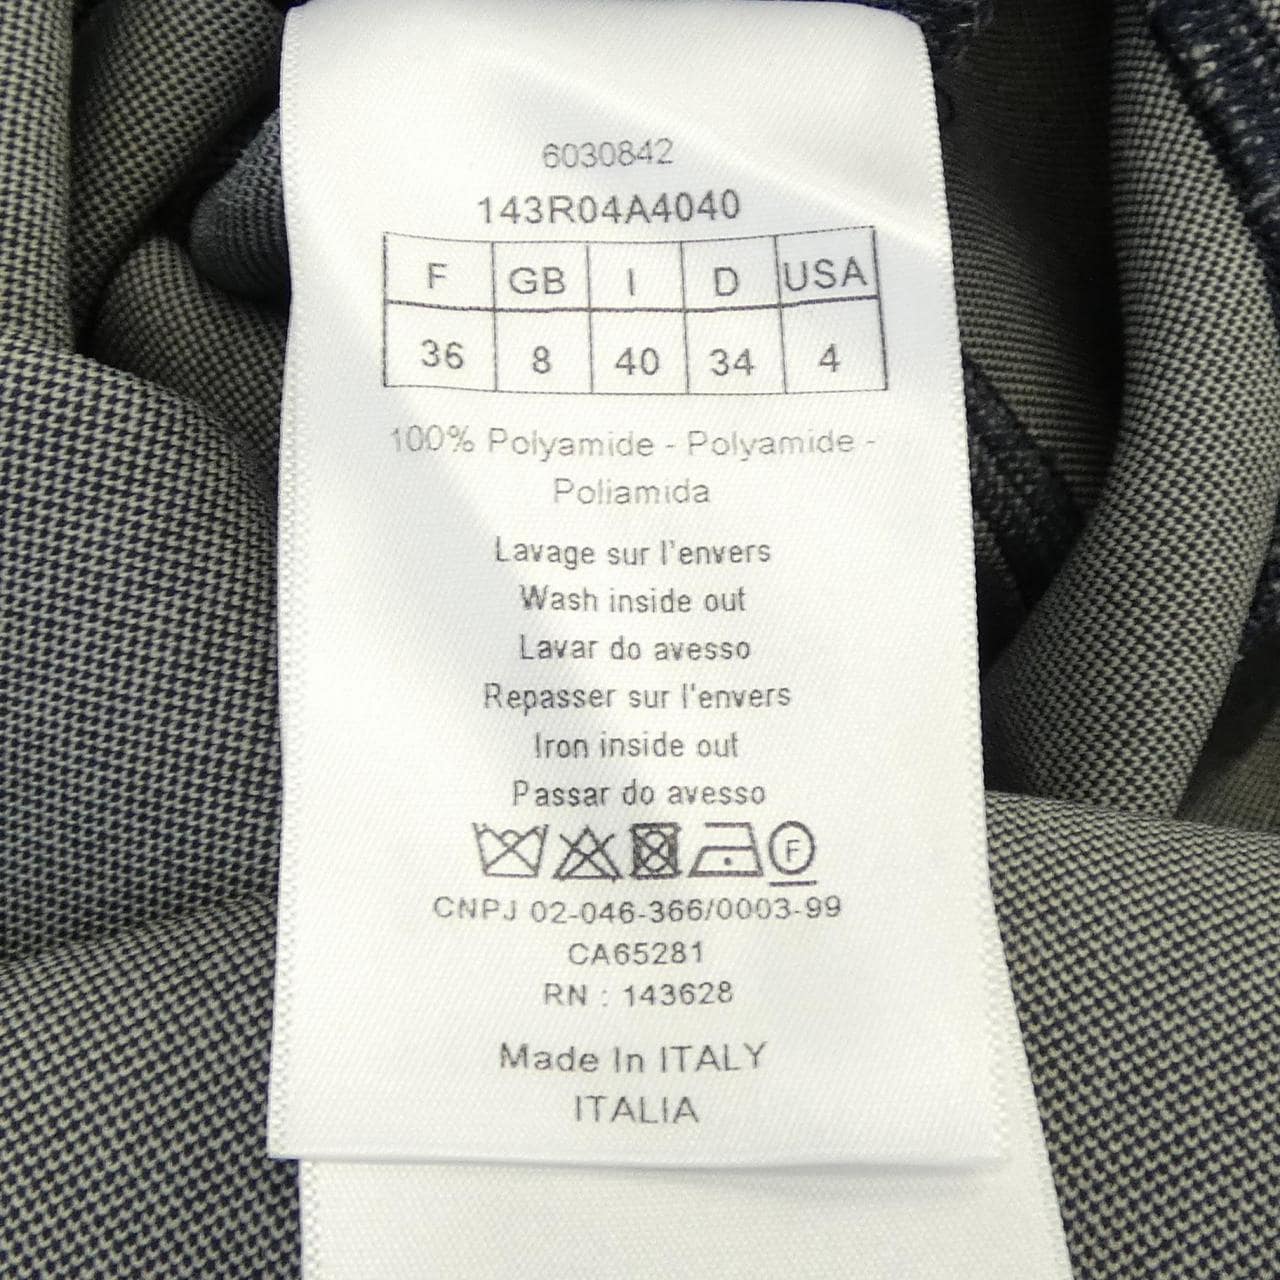 6030842
143R04A4040
F GB I D USA
36 8 40 34 4
100% Polyamide - Polyamide -
Poliamida
Lavage sur l'envers
Wash inside out
Lavar do avesso
Repasser sur l'envers
Iron inside out
Passar do avesso
F
CNPJ 02-046-366/0003-99
CA65281
RN : 143628
Made In ITALY
ITALIA